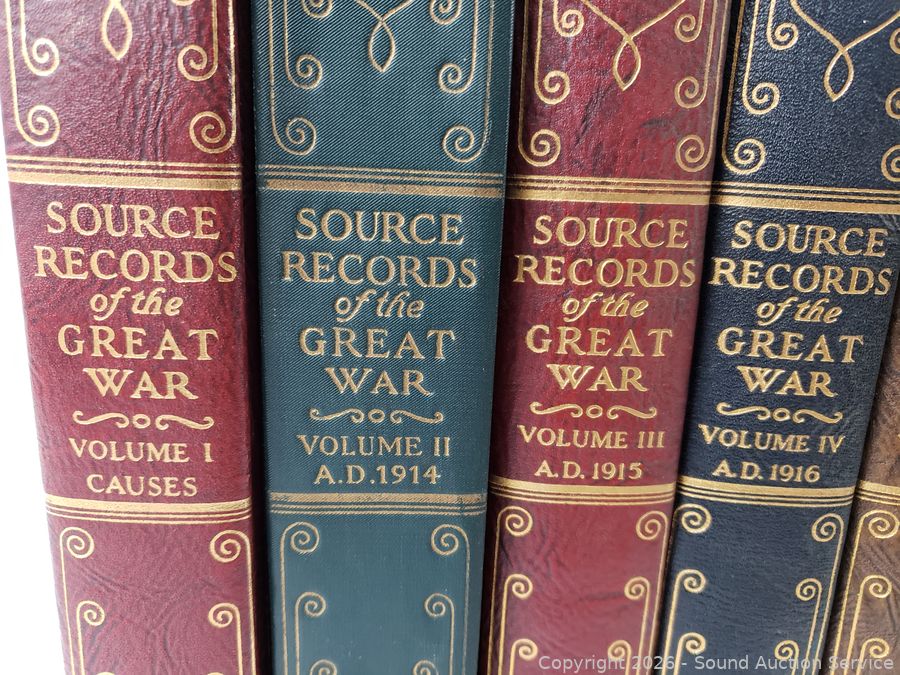 SOURCE
RECORDS
of the
GREAT
WAR
VOLUME I
CAUSES
SOURCE
RECORDS
of the
GREAT
WAR
VOLUME II
A.D.1914
SOURCE
RECORDS
of the
GREAT
WAR
VOLUME III
A.D. 1915
SOURCE
RECORDS
of the
GREAT
WAR
VOLUME IV
A.D. 1916
Copyright 2026 - Sound Auction Service